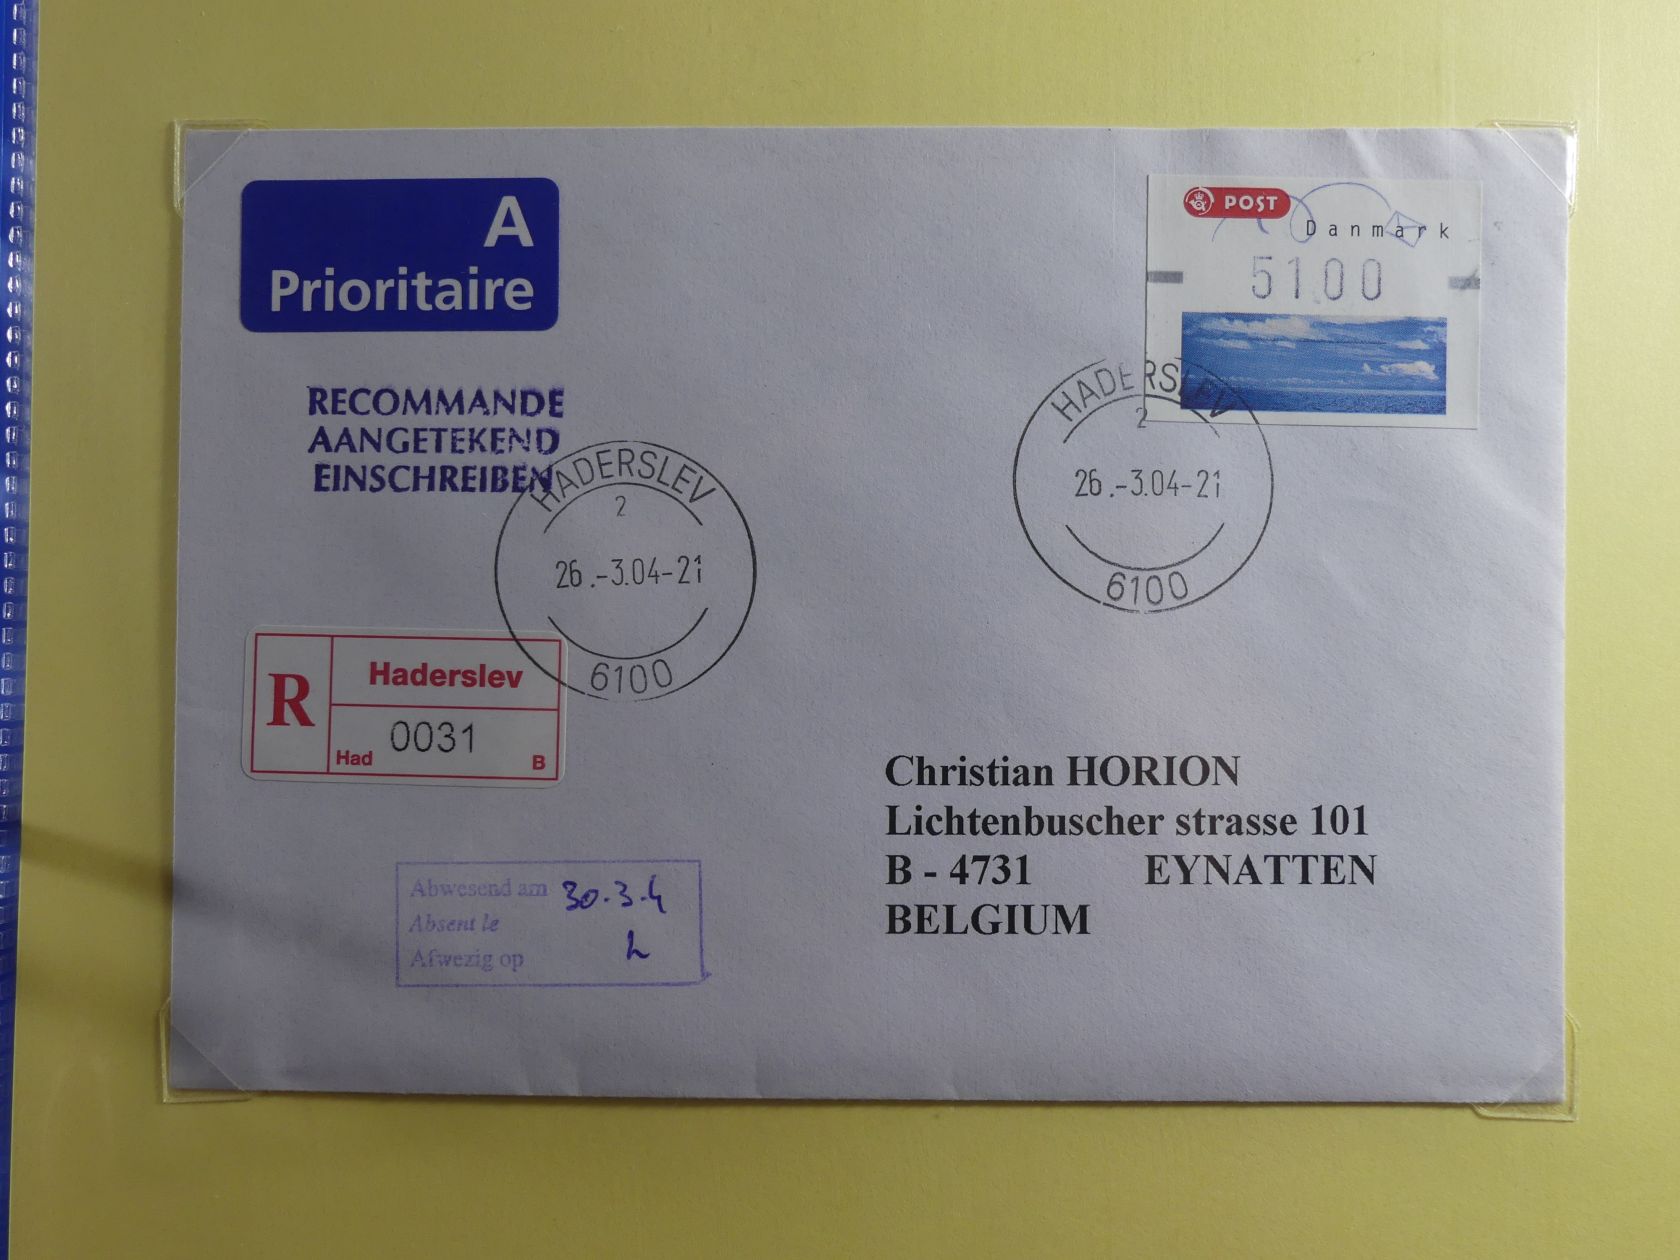 A
Prioritaire
POST
Danmark
51.00
RECOMMANDE
AANGETEKEND
EINSCHREIBEN
HADERSLEV
2
26.-3.04-21
6100
HADERSLEV
2
26.-3.04-21
6100
R
Haderslev
0031
Had
B
Christian HORION
Lichtenbuscher strasse 101
B - 4731 EYNATTEN
BELGIUM
Abwesend am 30.3.4
Absent le
Afwezig op